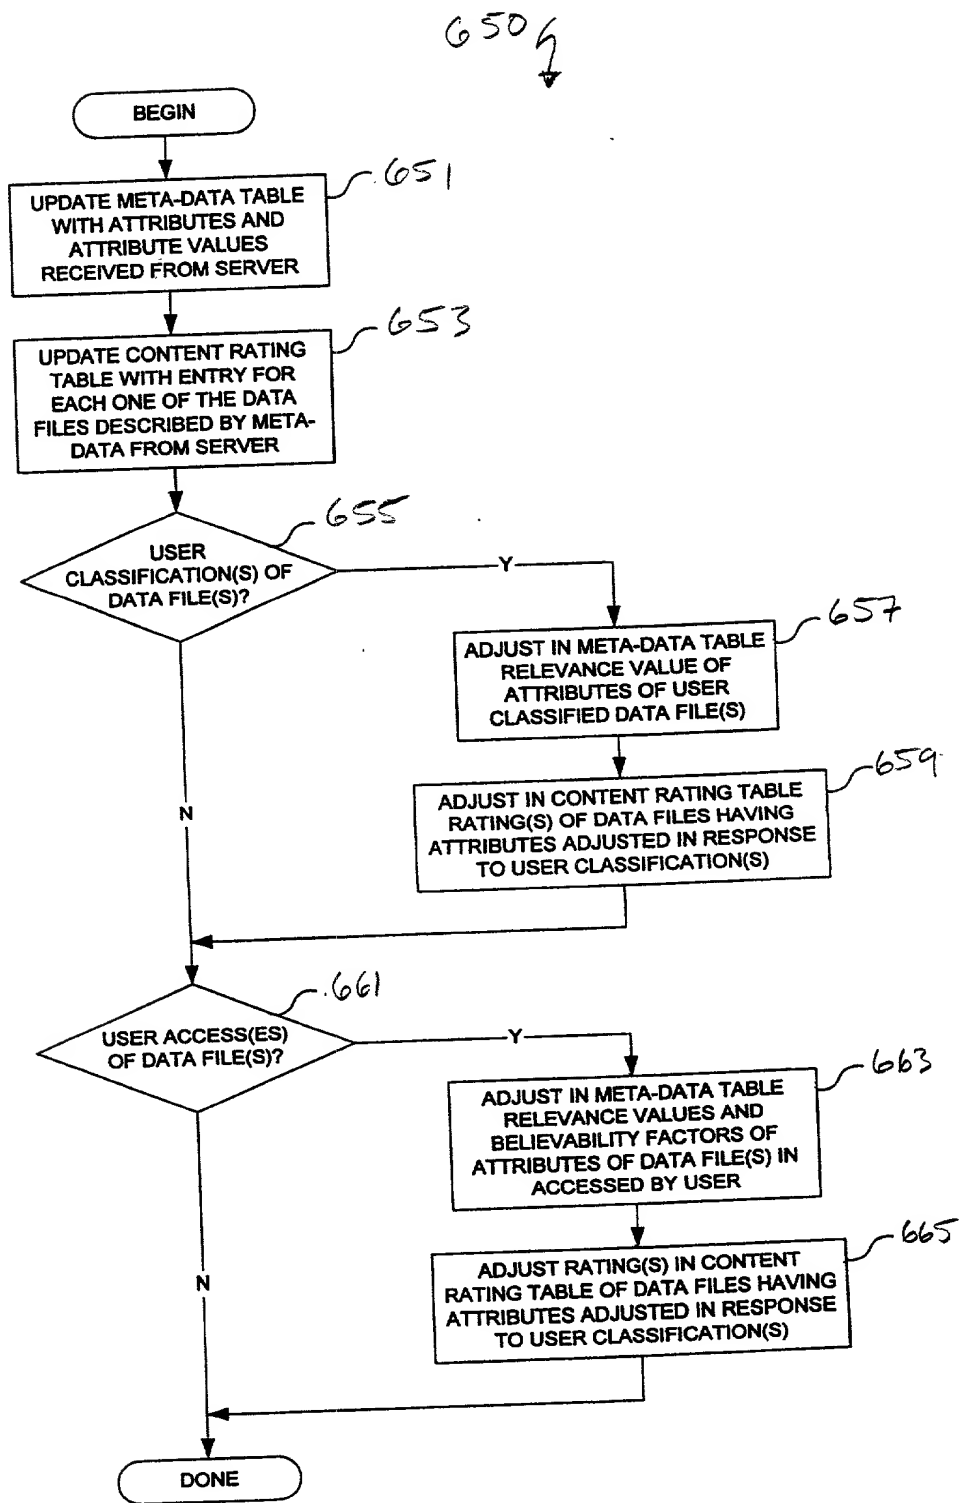 650
BEGIN
651
UPDATE META-DATA TABLE
WITH ATTRIBUTES AND
ATTRIBUTE VALUES
RECEIVED FROM SERVER
653
UPDATE CONTENT RATING
TABLE WITH ENTRY FOR
EACH ONE OF THE DATA
FILES DESCRIBED BY META-
DATA FROM SERVER
655
USER
CLASSIFICATION(S) OF
DATA FILE(S)?
Y
657
ADJUST IN META-DATA TABLE
RELEVANCE VALUE OF
ATTRIBUTES OF USER
CLASSIFIED DATA FILE(S)
659
ADJUST IN CONTENT RATING TABLE
RATING(S) OF DATA FILES HAVING
ATTRIBUTES ADJUSTED IN RESPONSE
TO USER CLASSIFICATION(S)
N
661
USER ACCESS(ES)
OF DATA FILE(S)?
Y
663
ADJUST IN META-DATA TABLE
RELEVANCE VALUES AND
BELIEVABILITY FACTORS OF
ATTRIBUTES OF DATA FILE(S) IN
ACCESSED BY USER
665
ADJUST RATING(S) IN CONTENT
RATING TABLE OF DATA FILES HAVING
ATTRIBUTES ADJUSTED IN RESPONSE
TO USER CLASSIFICATION(S)
N
DONE